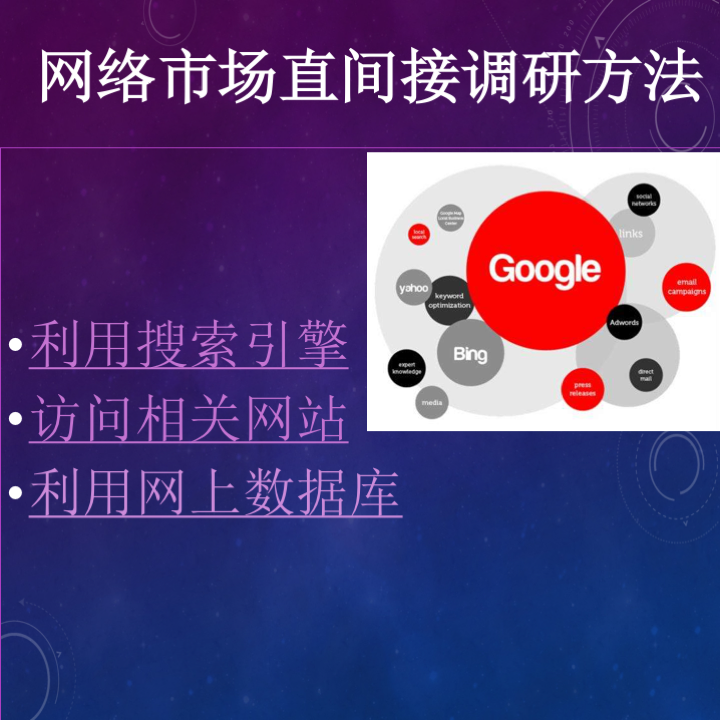 网络市场直间接调研方法
social
networks
Google Map
Local Business
Center
local
search
links
Google
yahoo
keyword
optimization
email
campaigns
Adwords
Bing
expert
knowledge
direct
mail
press
releases
media
•利用搜索引擎
•访问相关网站
•利用网上数据库